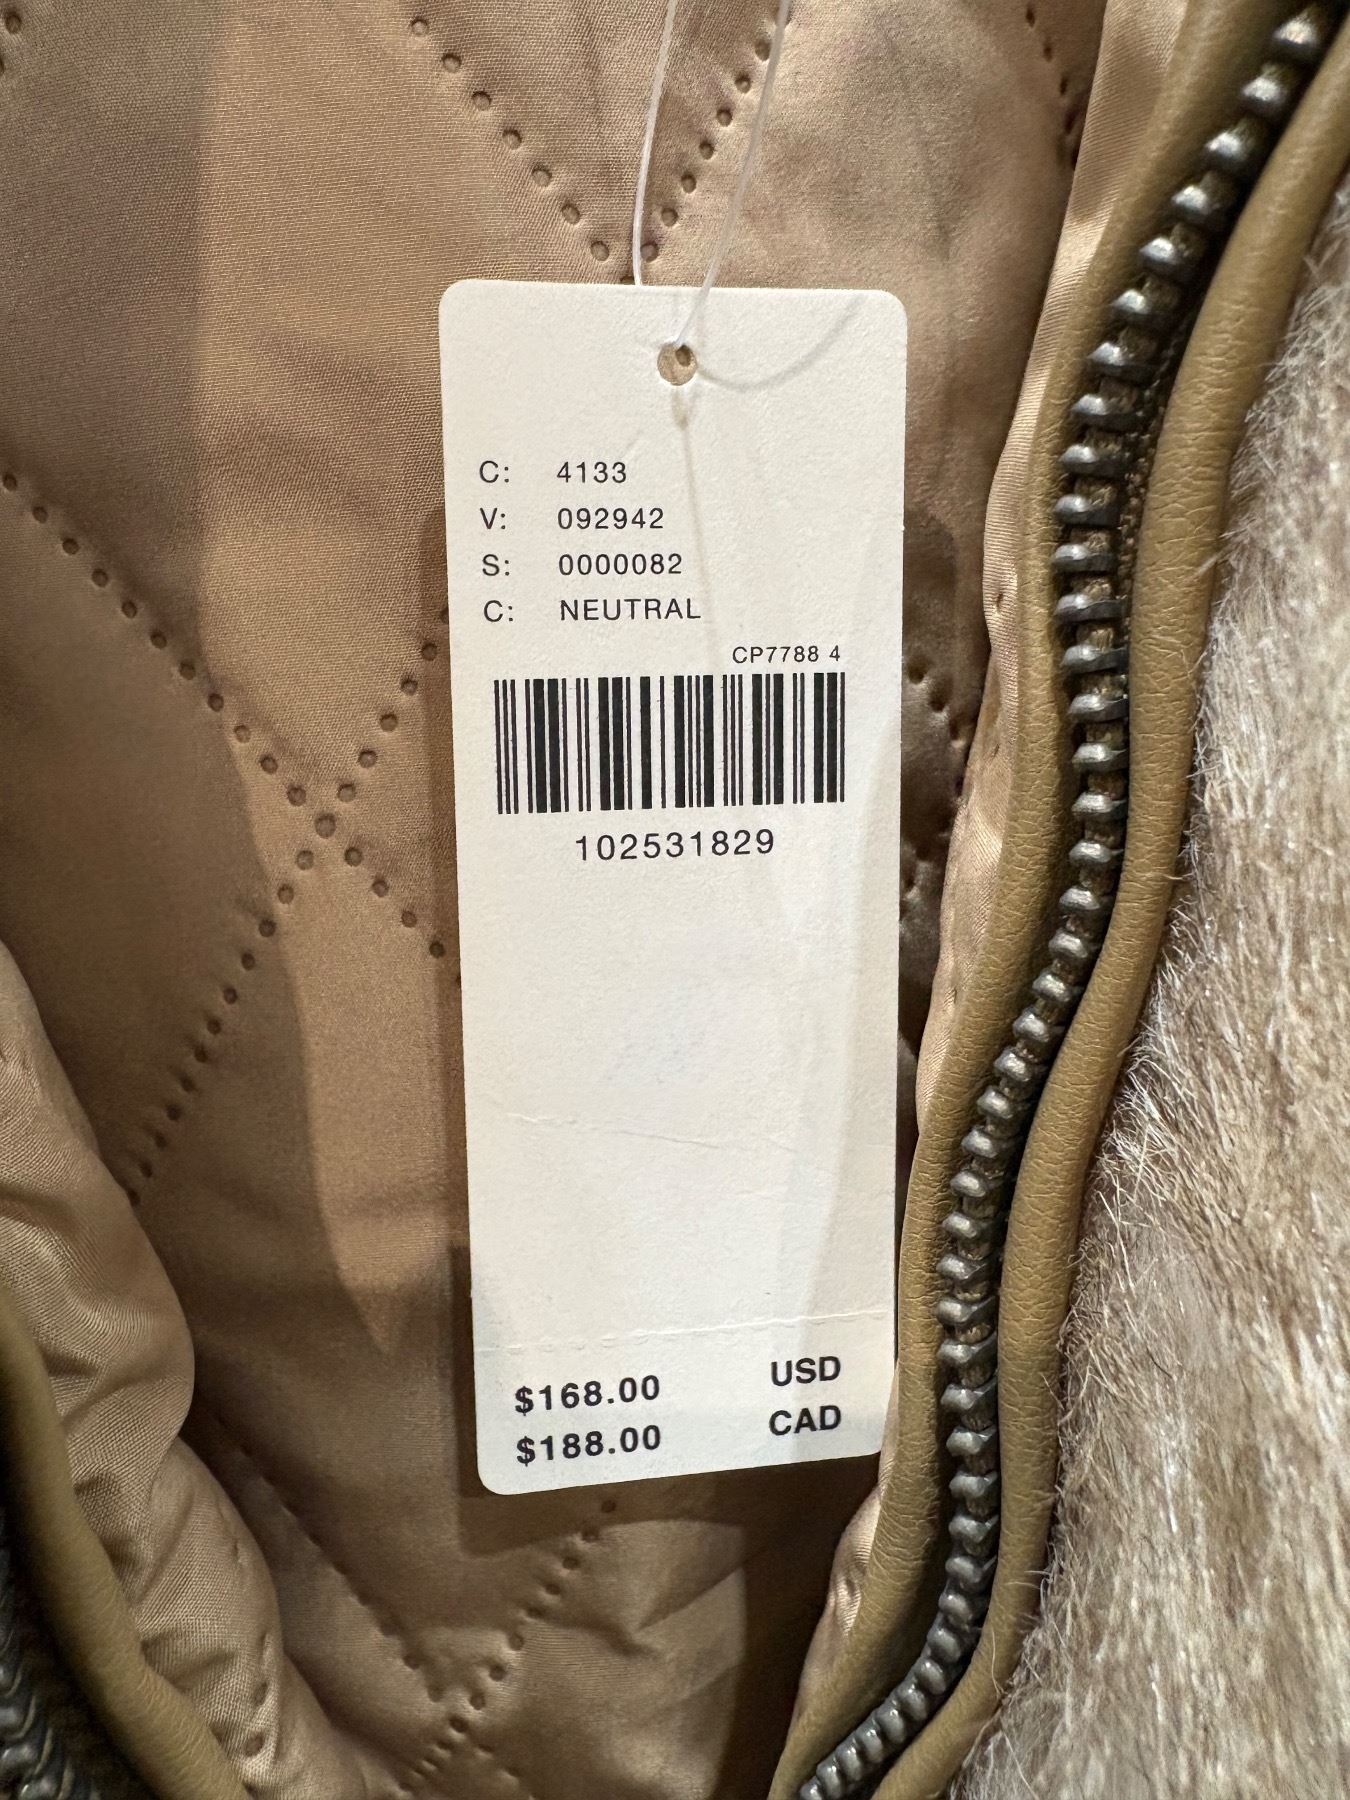 C: 4133
V: 092942
S: 0000082
C: NEUTRAL
CP7788 4
102531829
$168.00 USD
$188.00 CAD